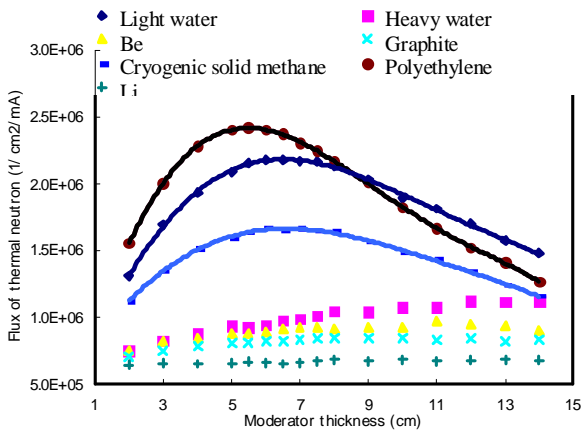 Light water
Heavy water
Be
Graphite
Cryogenic solid methane
Polyethylene
Li
Flux of thermal neutron (1/ cm2/mA)
3.0E+06
2.5E+06
2.0E+06
1.5E+06
1.0E+06
5.0E+05
1 3 5 7 9 11 13 15
Moderator thickness (cm)